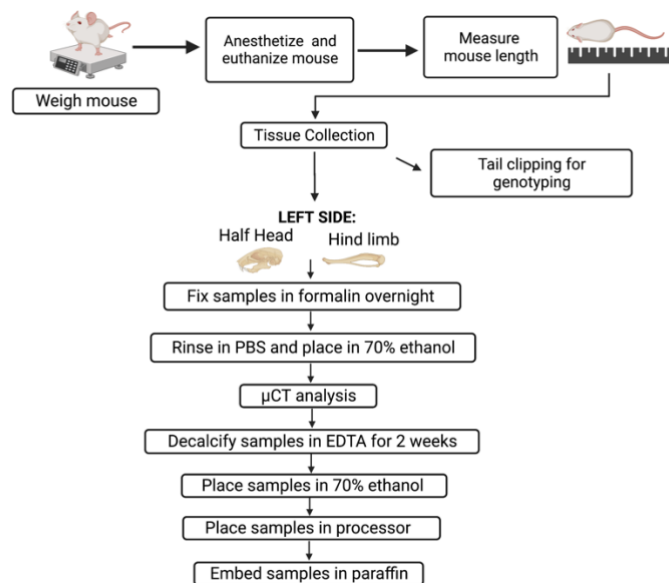 Weigh mouse
Anesthetize and
euthanize mouse
Measure
mouse length
Tissue Collection
Tail clipping for
genotyping
LEFT SIDE:
Half Head
Hind limb
Fix samples in formalin overnight
Rinse in PBS and place in 70% ethanol
µCT analysis
Decalcify samples in EDTA for 2 weeks
Place samples in 70% ethanol
Place samples in processor
Embed samples in paraffin